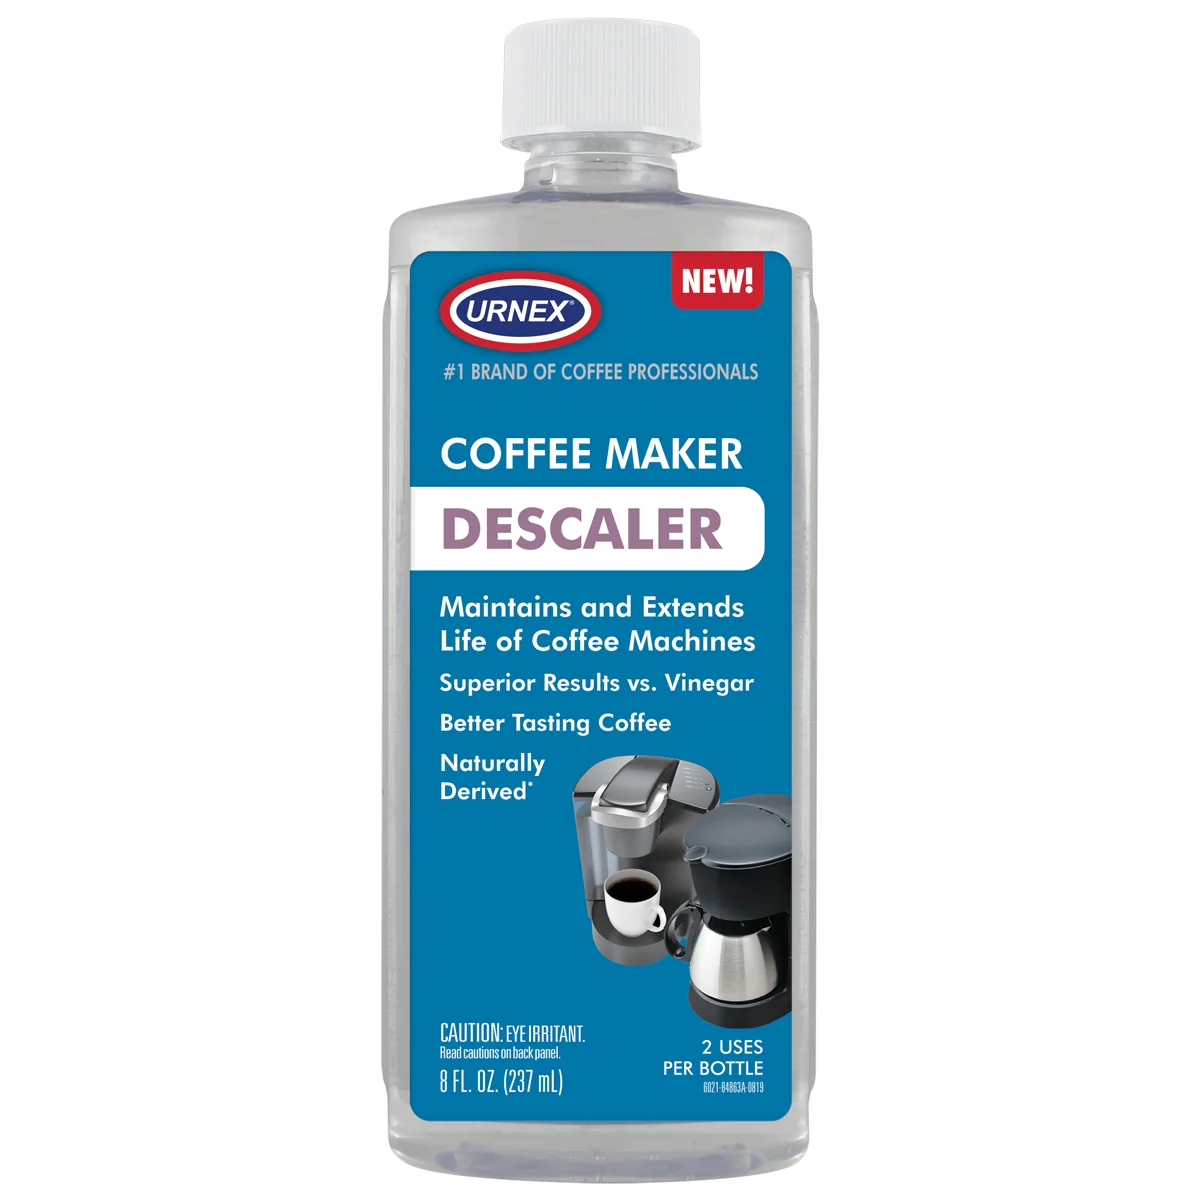 NEW!
URNEX®
#1 BRAND OF COFFEE PROFESSIONALS
COFFEE MAKER
DESCALER
Maintains and Extends
Life of Coffee Machines
Superior Results vs. Vinegar
Better Tasting Coffee
Naturally
Derived*
CAUTION: EYE IRRITANT.
Read cautions on back panel.
8 FL. OZ. (237 mL)
2 USES
PER BOTTLE
6021-84863A-0819